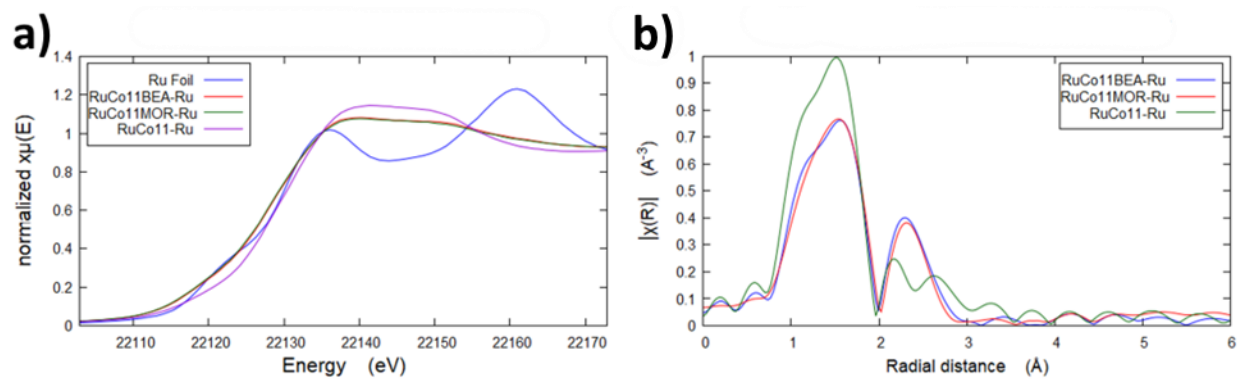 a)
normalized xμ(E)
1.4
1.2
1
0.8
0.6
0.4
0.2
0
Ru Foil
RuCo11BEA-Ru
RuCo11MOR-Ru
RuCo11-Ru
22110 22120 22130 22140 22150 22160 22170
Energy (eV)
b)
|χ(R)| (A⁻³)
1
0.9
0.8
0.7
0.6
0.5
0.4
0.3
0.2
0.1
0
RuCo11BEA-Ru
RuCo11MOR-Ru
RuCo11-Ru
0 1 2 3 4 5 6
Radial distance (Å)